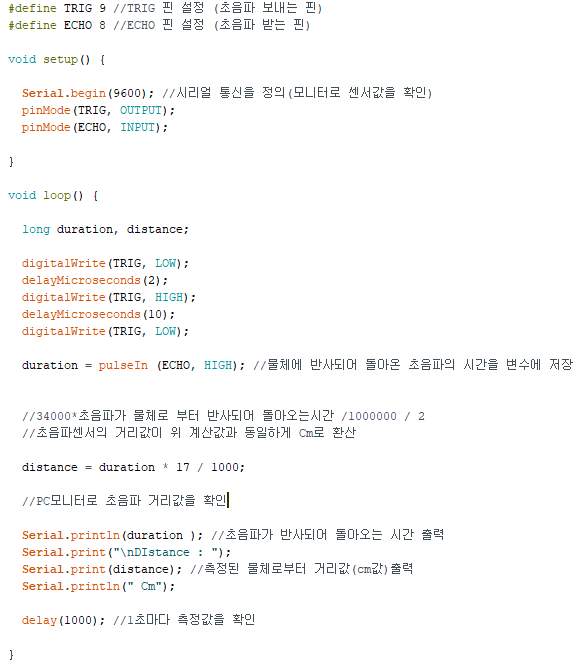 #define TRIG 9 //TRIG 핀 설정 (초음파 보내는 핀)
#define ECHO 8 //ECHO 핀 설정 (초음파 받는 핀)
void setup() {
Serial.begin(9600); //시리얼 통신을 정의(모니터로 센서값을 확인)
pinMode(TRIG, OUTPUT);
pinMode(ECHO, INPUT);
}
void loop() {
long duration, distance;
digitalWrite(TRIG, LOW);
delayMicroseconds(2);
digitalWrite(TRIG, HIGH);
delayMicroseconds(10);
digitalWrite(TRIG, LOW);
duration = pulseIn (ECHO, HIGH); //물체에 반사되어 돌아온 초음파의 시간을 변수에 저장
//34000*초음파가 물체로 부터 반사되어 돌아오는시간 /1000000 / 2
//초음파센서의 거리값이 위 계산값과 동일하게 Cm로 환산
distance = duration * 17 / 1000;
//PC모니터로 초음파 거리값을 확인
Serial.println(duration ); //초음파가 반사되어 돌아오는 시간 출력
Serial.print("\nDIstance : ");
Serial.print(distance); //측정된 물체로부터 거리값(cm값)출력
Serial.println(" Cm");
delay(1000); //1초마다 측정값을 확인
}